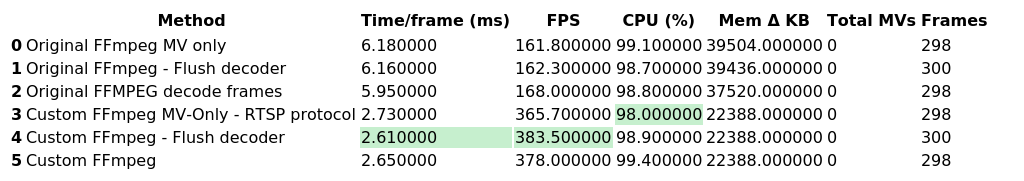 Method Time/frame (ms) FPS CPU (%) Mem Δ KB Total MVs Frames
0 Original FFmpeg MV only 6.180000 161.800000 99.100000 39504.000000 0 298
1 Original FFmpeg - Flush decoder 6.160000 162.300000 98.700000 39436.000000 0 300
2 Original FFMPEG decode frames 5.950000 168.000000 98.800000 37520.000000 0 298
3 Custom FFmpeg MV-Only - RTSP protocol 2.730000 365.700000 98.000000 22388.000000 0 298
4 Custom FFmpeg - Flush decoder 2.610000 383.500000 98.900000 22388.000000 0 300
5 Custom FFmpeg 2.650000 378.000000 99.400000 22388.000000 0 298